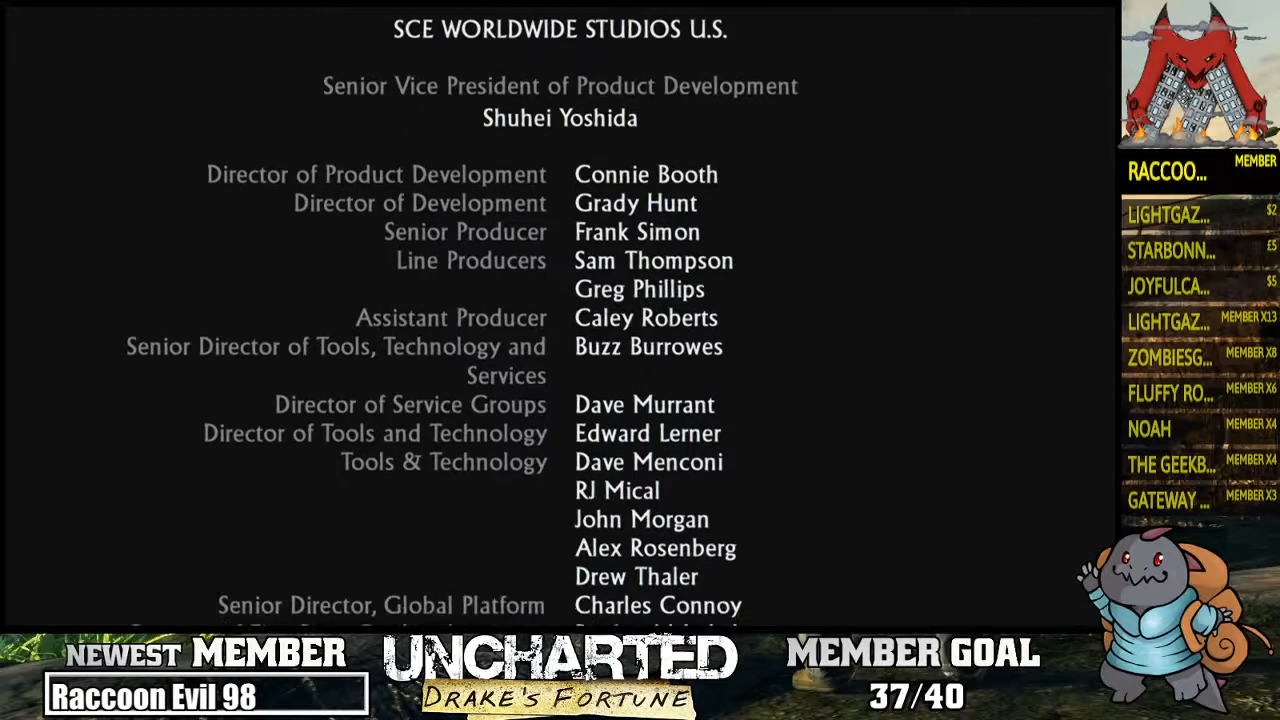 SCE WORLDWIDE STUDIOS U.S.
Senior Vice President of Product Development
Shuhei Yoshida
Director of Product Development Connie Booth
Director of Development Grady Hunt
Senior Producer Frank Simon
Line Producers Sam Thompson
Greg Phillips
Assistant Producer Caley Roberts
Senior Director of Tools, Technology and Buzz Burrowes
Services
Director of Service Groups Dave Murrant
Director of Tools and Technology Edward Lerner
Tools & Technology Dave Menconi
RJ Mical
John Morgan
Alex Rosenberg
Drew Thaler
Senior Director, Global Platform Charles Connoy
RACCOO... MEMBER
LIGHTGAZ... $2
STARBONN... £5
JOYFULCA... $5
LIGHTGAZ... MEMBER X13
ZOMBIESG... MEMBER X8
FLUFFY RO... MEMBER X6
NOAH MEMBER X4
THE GEEKB... MEMBER X4
GATEWAY ... MEMBER X3
NEWEST MEMBER
Raccoon Evil 98
UNCHARTED
DRAKE'S FORTUNE
MEMBER GOAL
37/40